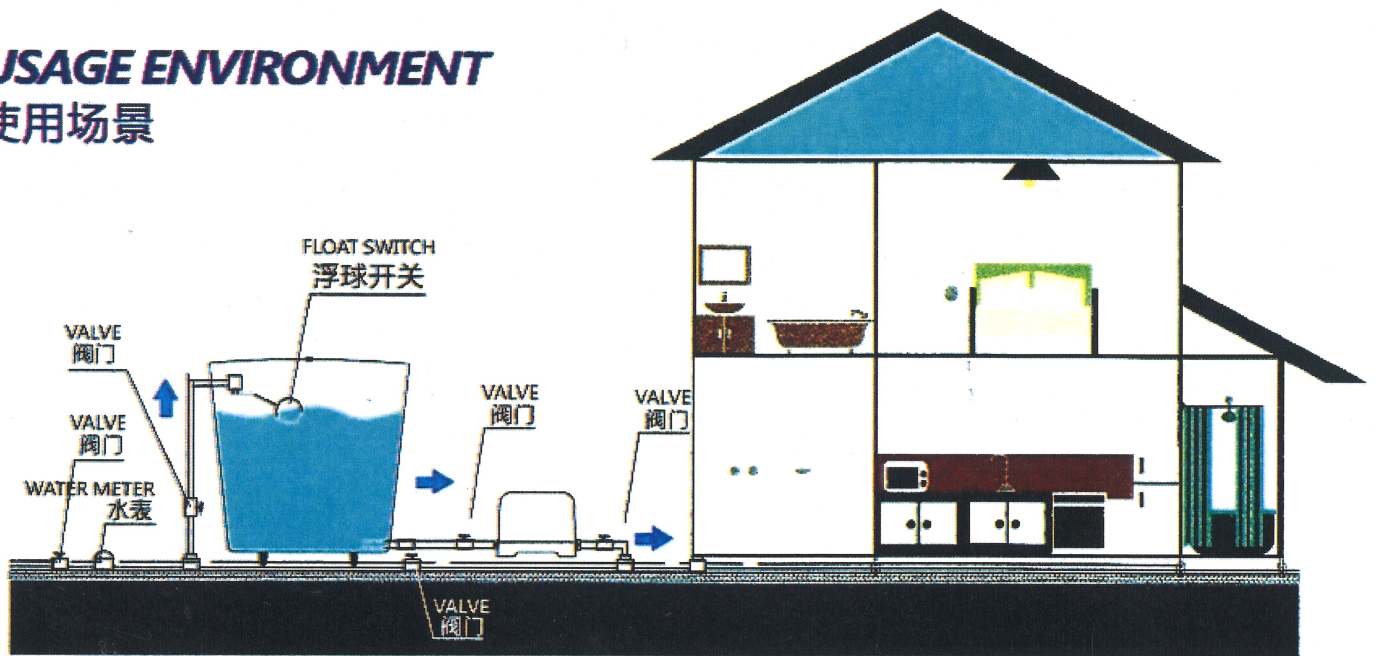 USAGE ENVIRONMENT
使用场景
FLOAT SWITCH
浮球开关
VALVE
阀门
VALVE
阀门
WATER METER
水表
VALVE
阀门
VALVE
阀门
VALVE
阀门